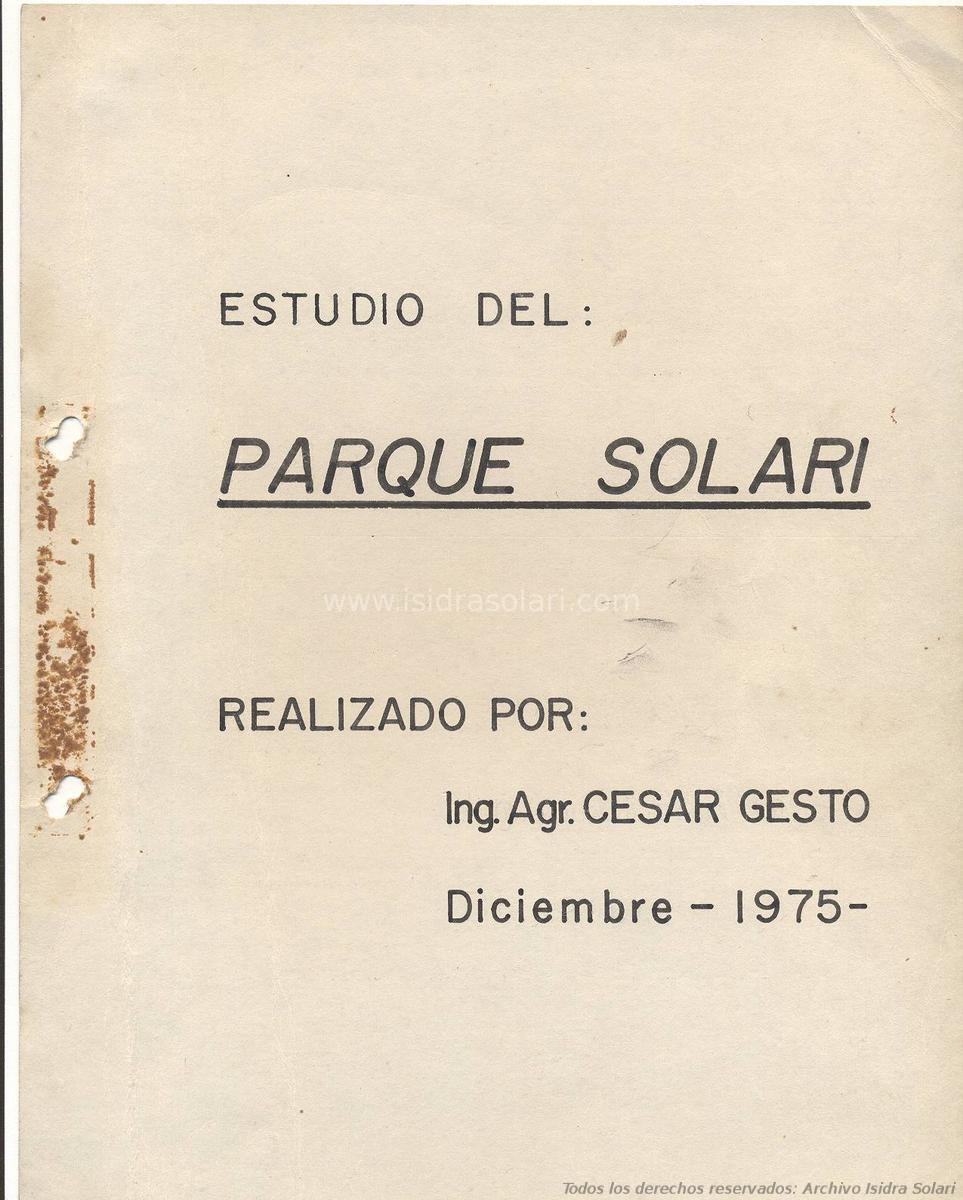 ESTUDIO DEL:
PARQUE SOLARI
www.isidrasolari.com
REALIZADO POR:
Ing. Agr. CESAR GESTO
Diciembre - 1975-
Todos los derechos reservados: Archivo Isidra Solari